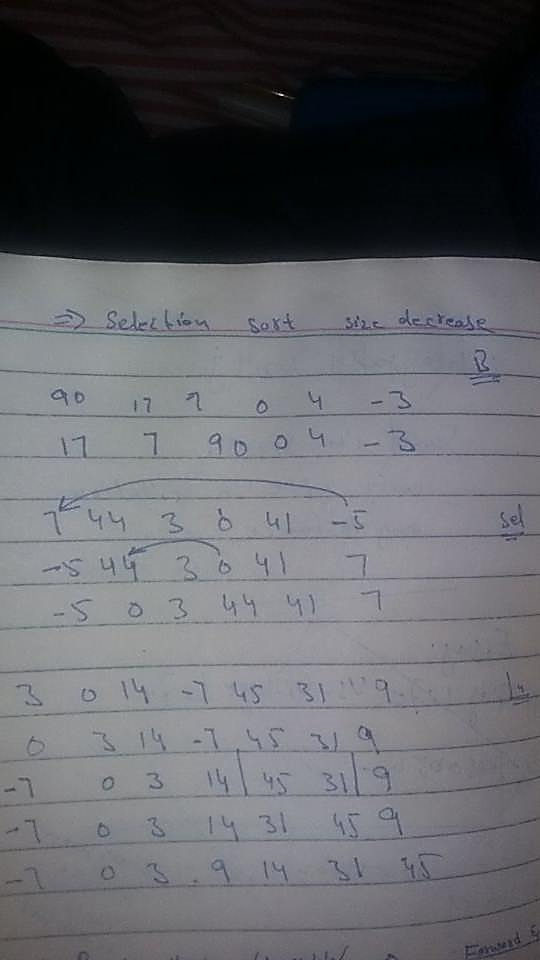 => Selection sort size decrease
B
90 17 7 0 4 -3
17 7 90 0 4 -3
7 44 3 0 41 -5 Sel
-5 44 3 0 41 7
-5 0 3 44 41 7
3 0 14 -7 45 31 9 In
0 3 14 -7 45 31 9
-7 0 3 14 | 45 31 | 9
-7 0 3 14 31 45 9
-7 0 3 9 14 31 45
Forward